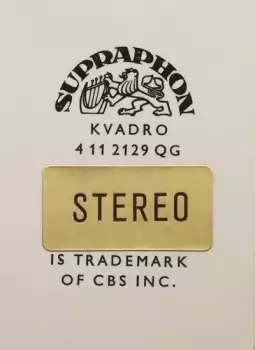 SUPRAPHON
KVADRO
4 11 2129 QG
STEREO
IS TRADEMARK
OF CBS INC.